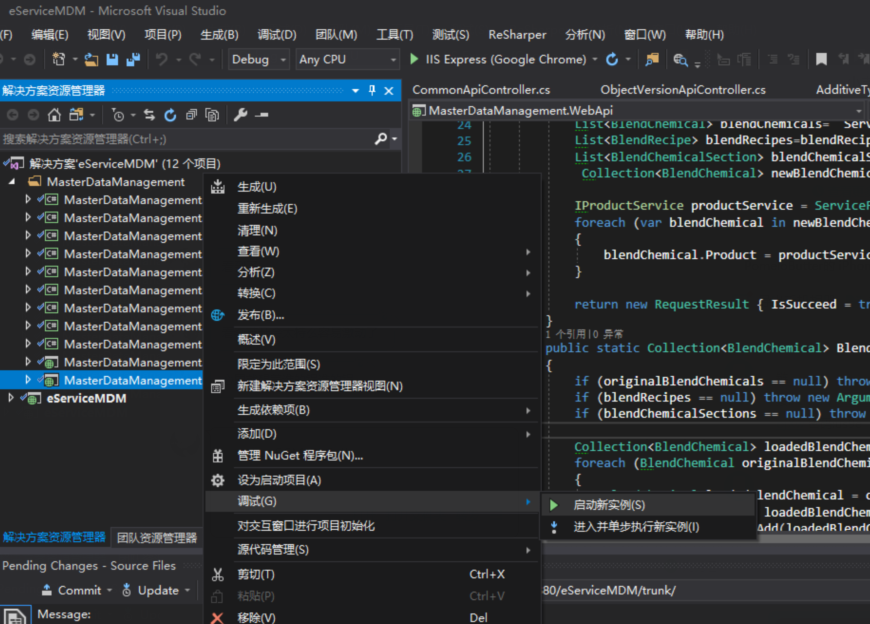 eServiceMDM - Microsoft Visual Studio
(F) 编辑(E) 视图(V) 项目(P) 生成(B) 调试(D) 团队(M) 工具(T) 测试(S) ReSharper 分析(N) 窗口(W) 帮助(H)
Debug Any CPU IIS Express (Google Chrome)
解决方案资源管理器
搜索解决方案资源管理器(Ctrl+;)
解决方案'eServiceMDM' (12 个项目)
MasterDataManagement
MasterDataManagement
MasterDataManagement
MasterDataManagement
MasterDataManagement
MasterDataManagement
MasterDataManagement
MasterDataManagement
MasterDataManagement
MasterDataManagement
MasterDataManagement
MasterDataManagement
eServiceMDM
解决方案资源管理器 团队资源管理器
Pending Changes - Source Files
Commit Update
Message:
生成(U)
重新生成(E)
清理(N)
查看(W)
分析(Z)
转换(C)
发布(B)...
概述(V)
限定为此范围(S)
新建解决方案资源管理器视图(N)
生成依赖项(B)
添加(D)
管理 NuGet 程序包(N)...
设为启动项目(A)
调试(G)
对交互窗口进行项目初始化
源代码管理(S)
剪切(T) Ctrl+X
粘贴(P) Ctrl+V
移除(V) Del
启动新实例(S)
进入并单步执行新实例(I)
CommonApiController.cs ObjectVersionApiController.cs AdditiveTy
MasterDataManagement.WebApi
24 List<BlendChemical> blendChemicals= Serv
25 List<BlendRecipe> blendRecipes=blendRecip
26 List<BlendChemicalSection> blendChemicalS
27 Collection<BlendChemical> newBlendChemic
IProductService productService = ServiceF
foreach (var blendChemical in newBlendChe
{
blendChemical.Product = productServic
}
return new RequestResult { IsSucceed = tr
}
1 个引用|0 异常
public static Collection<BlendChemical> Blen
{
if (originalBlendChemicals == null) throw
if (blendRecipes == null) throw new Argum
if (blendChemicalSections == null) throw
Collection<BlendChemical> loadedBlendChem
foreach (BlendChemical originalBlendChemi
{
lendChemical = o
loadedBlendChem
Add(loadedBlendC
80/eServiceMDM/trunk/